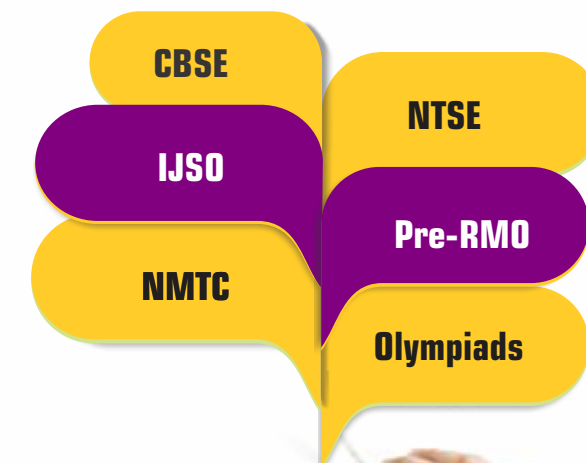 CBSE
NTSE
IJSO
Pre-RMO
NMTC
Olympiads